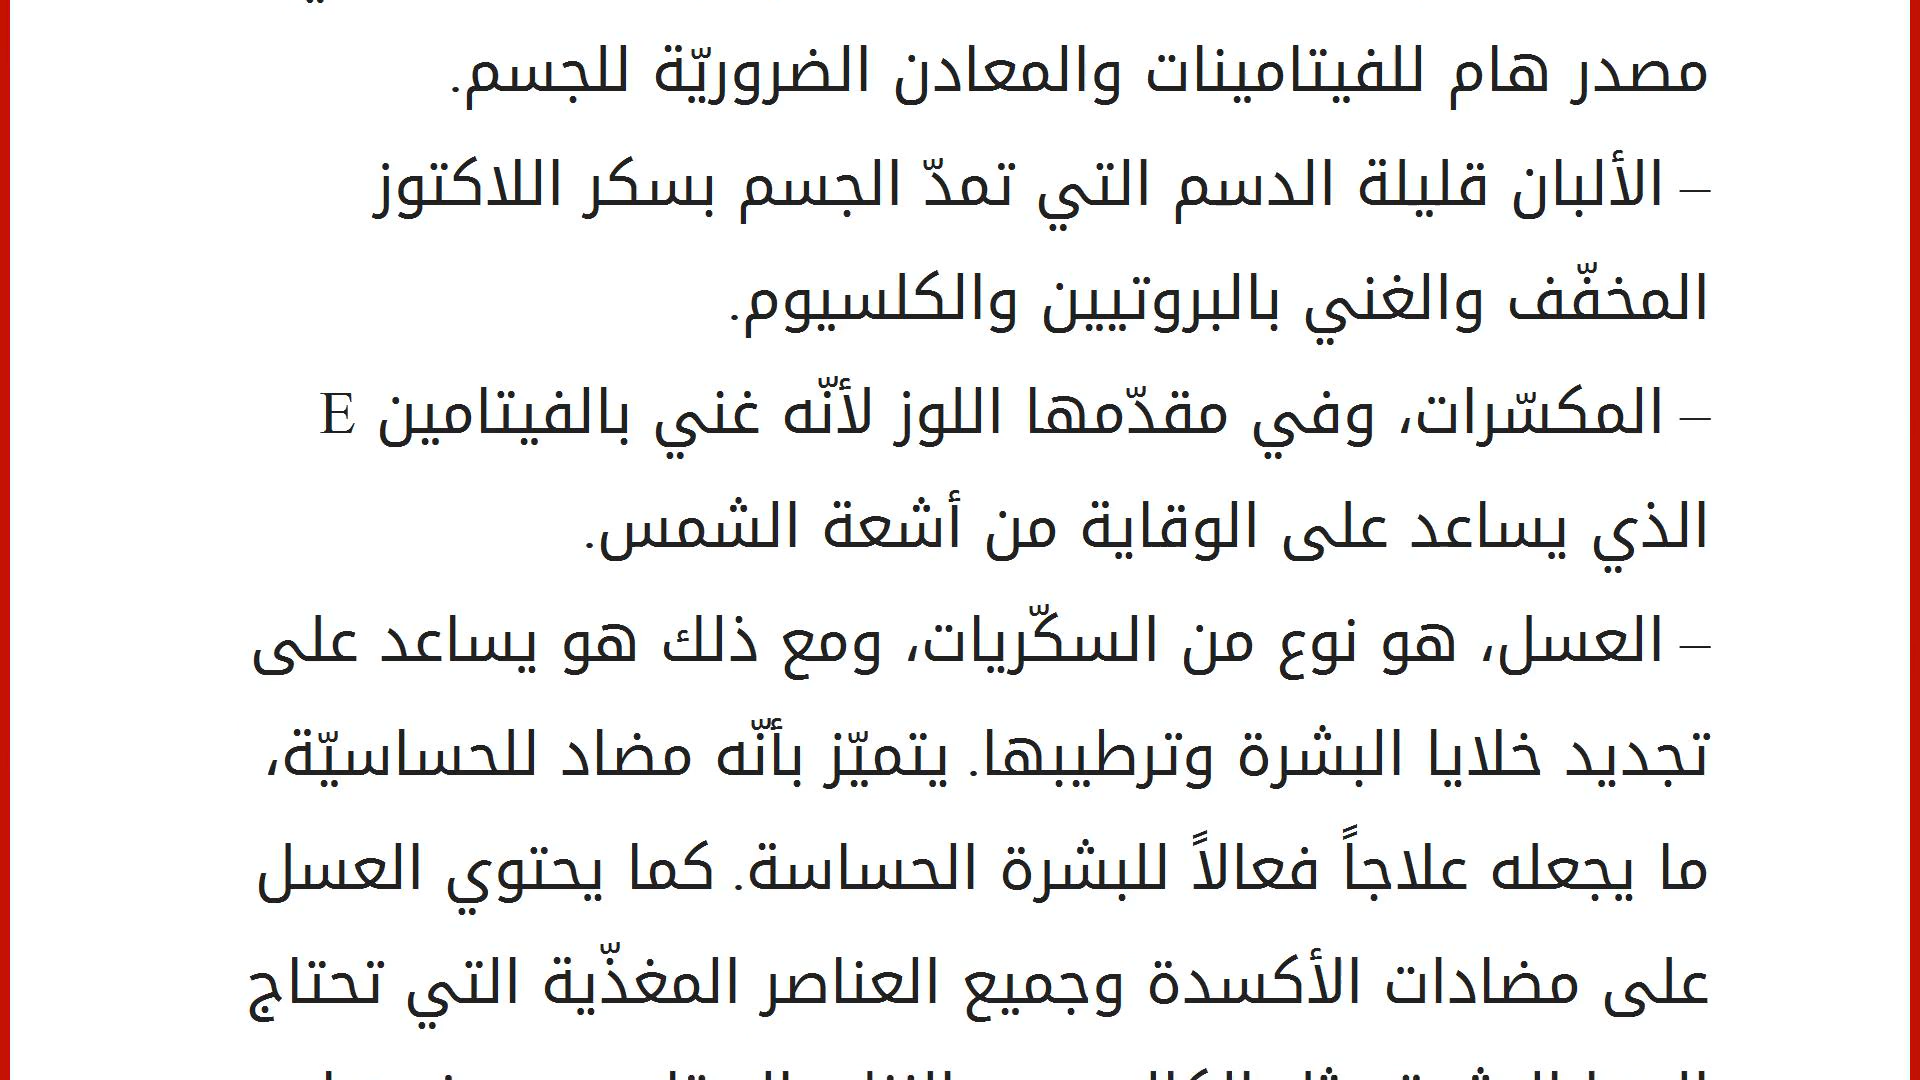 مصدر هام للفيتامينات والمعادن الضروريّة للجسم.
– الألبان قليلة الدسم التي تمدّ الجسم بسكر اللاكتوز
المخفّف والغني بالبروتيين والكلسيوم.
– المكسّرات، وفي مقدّمها اللوز لأنّه غني بالفيتامين E
الذي يساعد على الوقاية من أشعة الشمس.
– العسل، هو نوع من السكّريات، ومع ذلك هو يساعد على
تجديد خلايا البشرة وترطيبها. يتميّز بأنّه مضاد للحساسيّة،
ما يجعله علاجاً فعالاً للبشرة الحساسة. كما يحتوي العسل
على مضادات الأكسدة وجميع العناصر المغذّية التي تحتاج